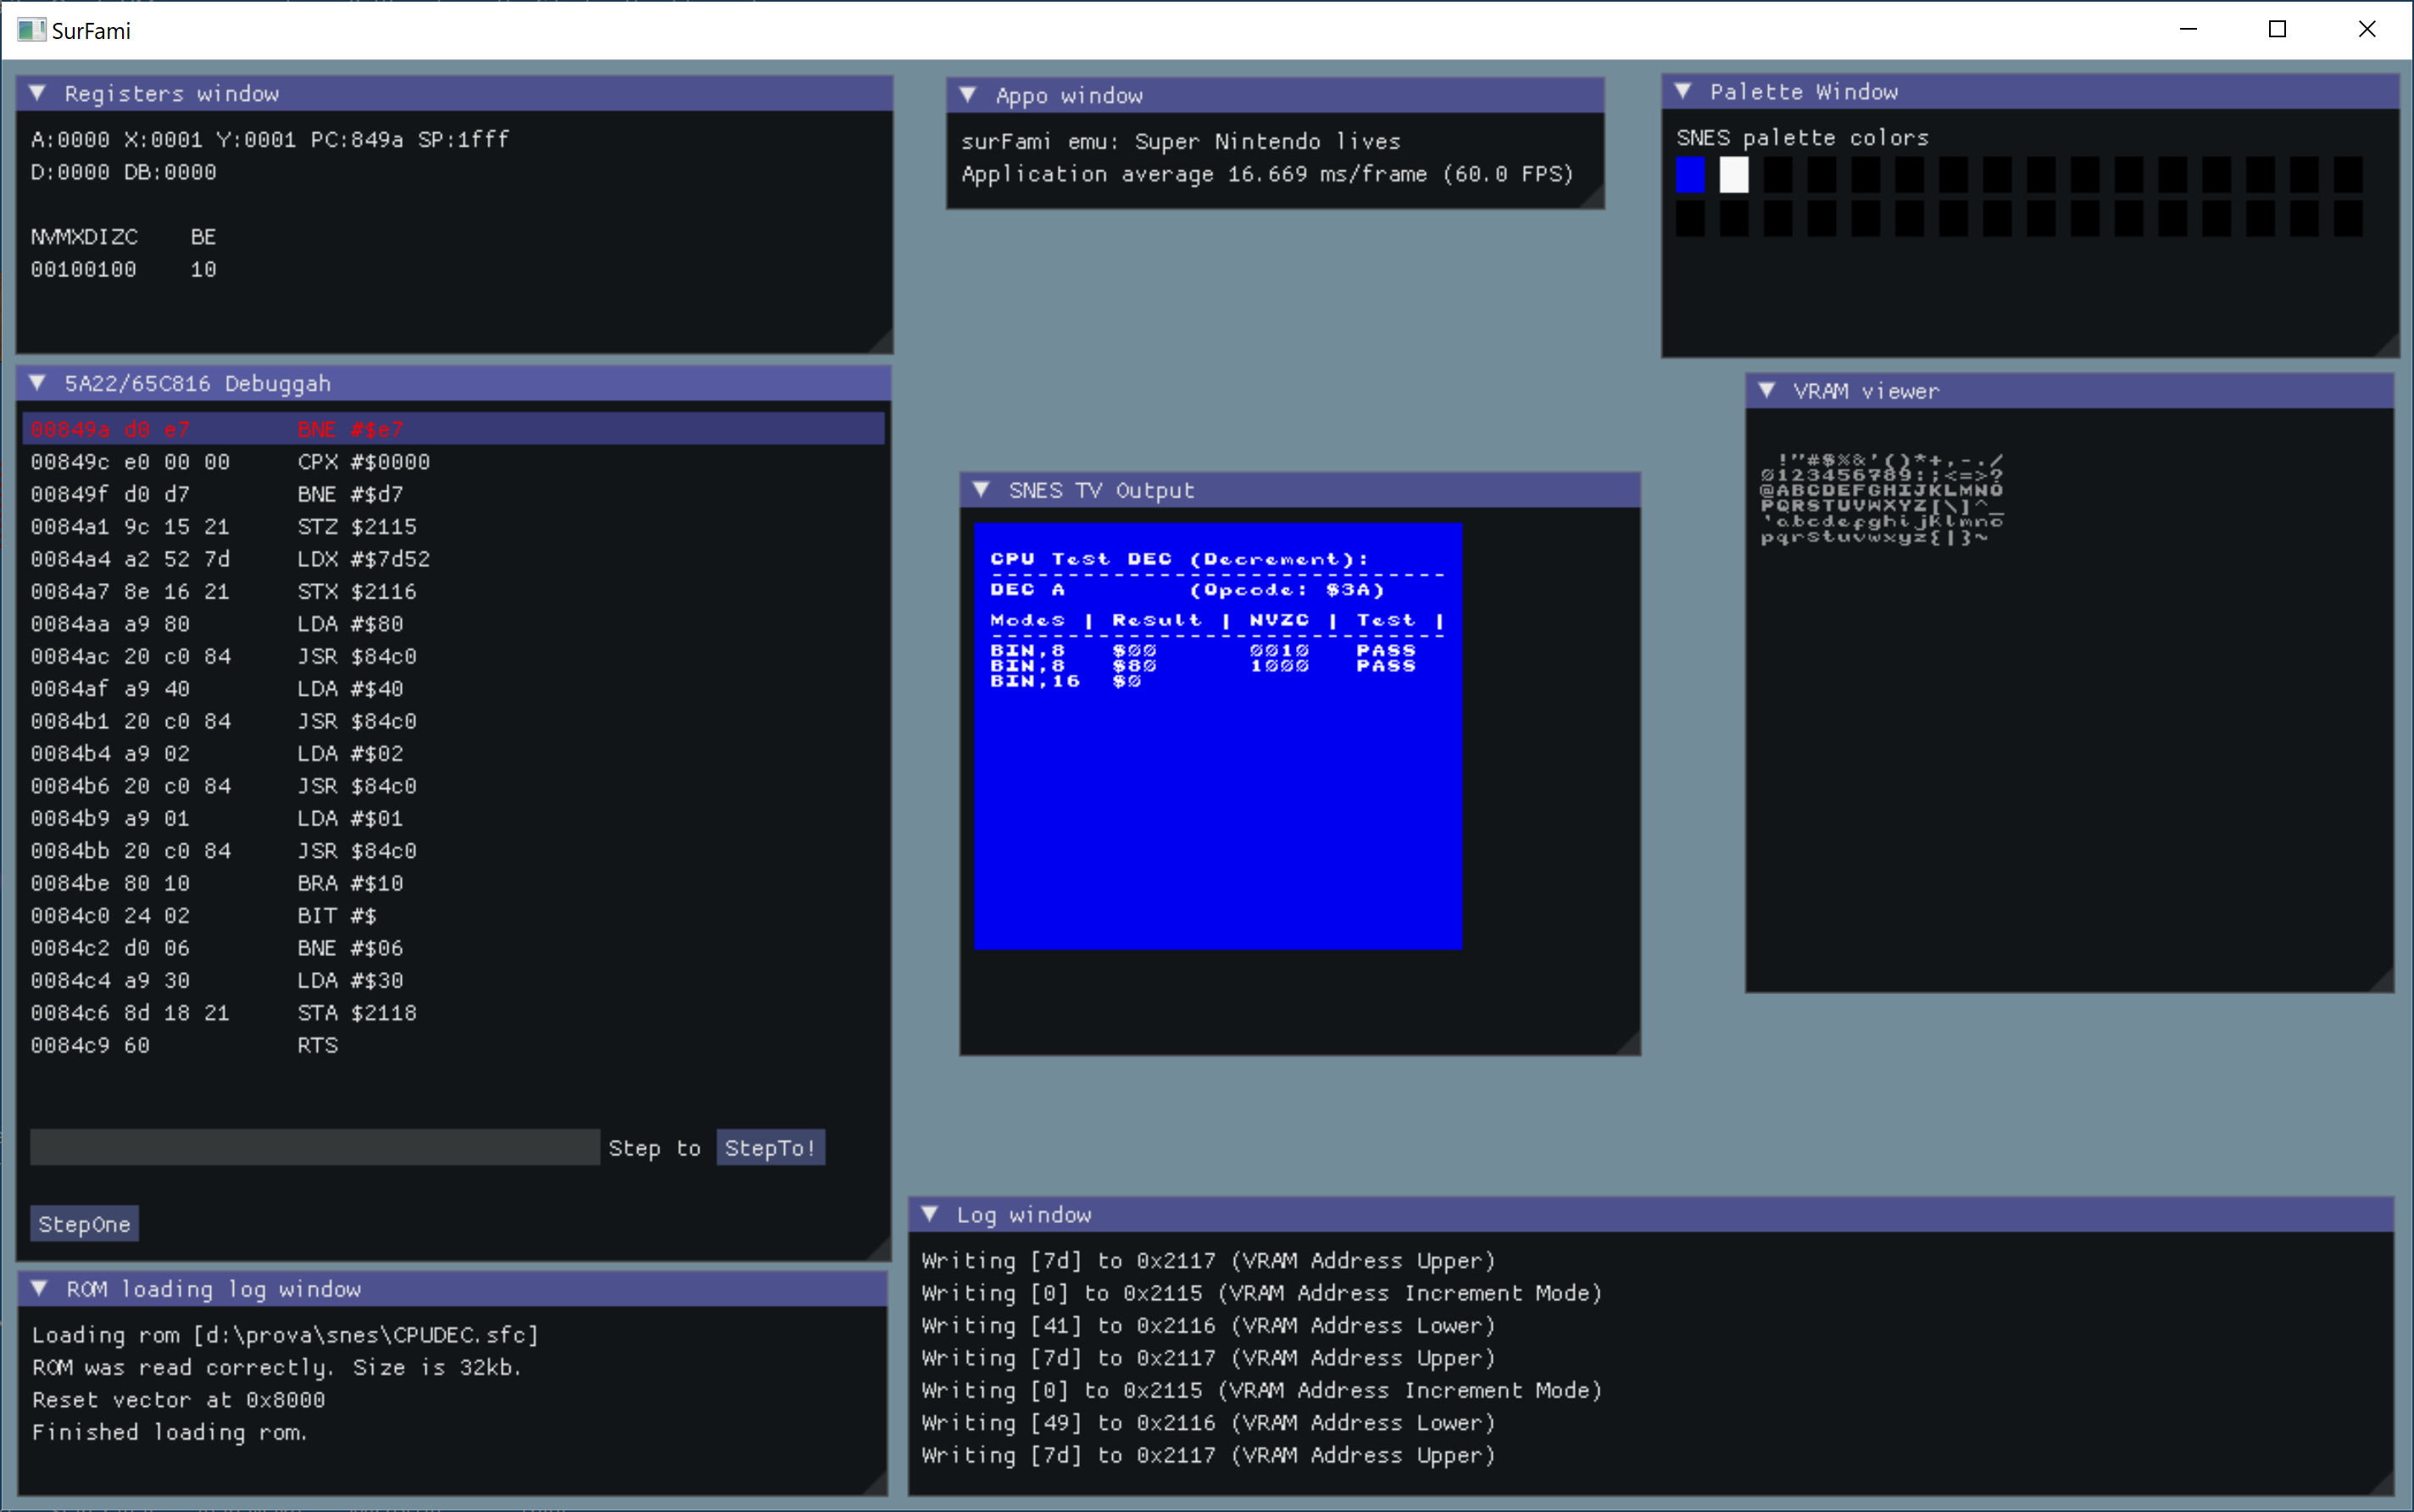 SurFami
Registers window
A:0000 X:0001 Y:0001 PC:849a SP:1fff
D:0000 DB:0000
NVMXDIZC    BE
00100100    10
5A22/65C816 Debuggah
00849a d0 e7        BNE #$e7
00849c e0 00 00     CPX #$0000
00849f d0 d7        BNE #$d7
0084a1 9c 15 21     STZ $2115
0084a4 a2 52 7d     LDX #$7d52
0084a7 8e 16 21     STX $2116
0084aa a9 80        LDA #$80
0084ac 20 c0 84     JSR $84c0
0084af a9 40        LDA #$40
0084b1 20 c0 84     JSR $84c0
0084b4 a9 02        LDA #$02
0084b6 20 c0 84     JSR $84c0
0084b9 a9 01        LDA #$01
0084bb 20 c0 84     JSR $84c0
0084be 80 10        BRA #$10
0084c0 24 02        BIT #$
0084c2 d0 06        BNE #$06
0084c4 a9 30        LDA #$30
0084c6 8d 18 21     STA $2118
0084c9 60           RTS
Step to StepTo!
StepOne
ROM loading log window
Loading rom [d:\prova\snes\CPUDEC.sfc]
ROM was read correctly. Size is 32kb.
Reset vector at 0x8000
Finished loading rom.
Appo window
surFami emu: Super Nintendo lives
Application average 16.669 ms/frame (60.0 FPS)
SNES TV Output
CPU Test DEC (Decrement):
------------------------------
DEC A        (Opcode: $3A)
Modes | Result | NVZC | Test |
------------------------------
BIN,8   $00      0010   PASS
BIN,8   $80      1000   PASS
BIN,16  $0
Palette Window
SNES palette colors
VRAM viewer
!"#$%&'()*+,-./
0123456789:;<=>?
@ABCDEFGHIJKLMNO
PQRSTUVWXYZ[\]^_
'abcdefghijklmno
pqrstuvwxyz{|}~
Log window
Writing [7d] to 0x2117 (VRAM Address Upper)
Writing [0] to 0x2115 (VRAM Address Increment Mode)
Writing [41] to 0x2116 (VRAM Address Lower)
Writing [7d] to 0x2117 (VRAM Address Upper)
Writing [0] to 0x2115 (VRAM Address Increment Mode)
Writing [49] to 0x2116 (VRAM Address Lower)
Writing [7d] to 0x2117 (VRAM Address Upper)